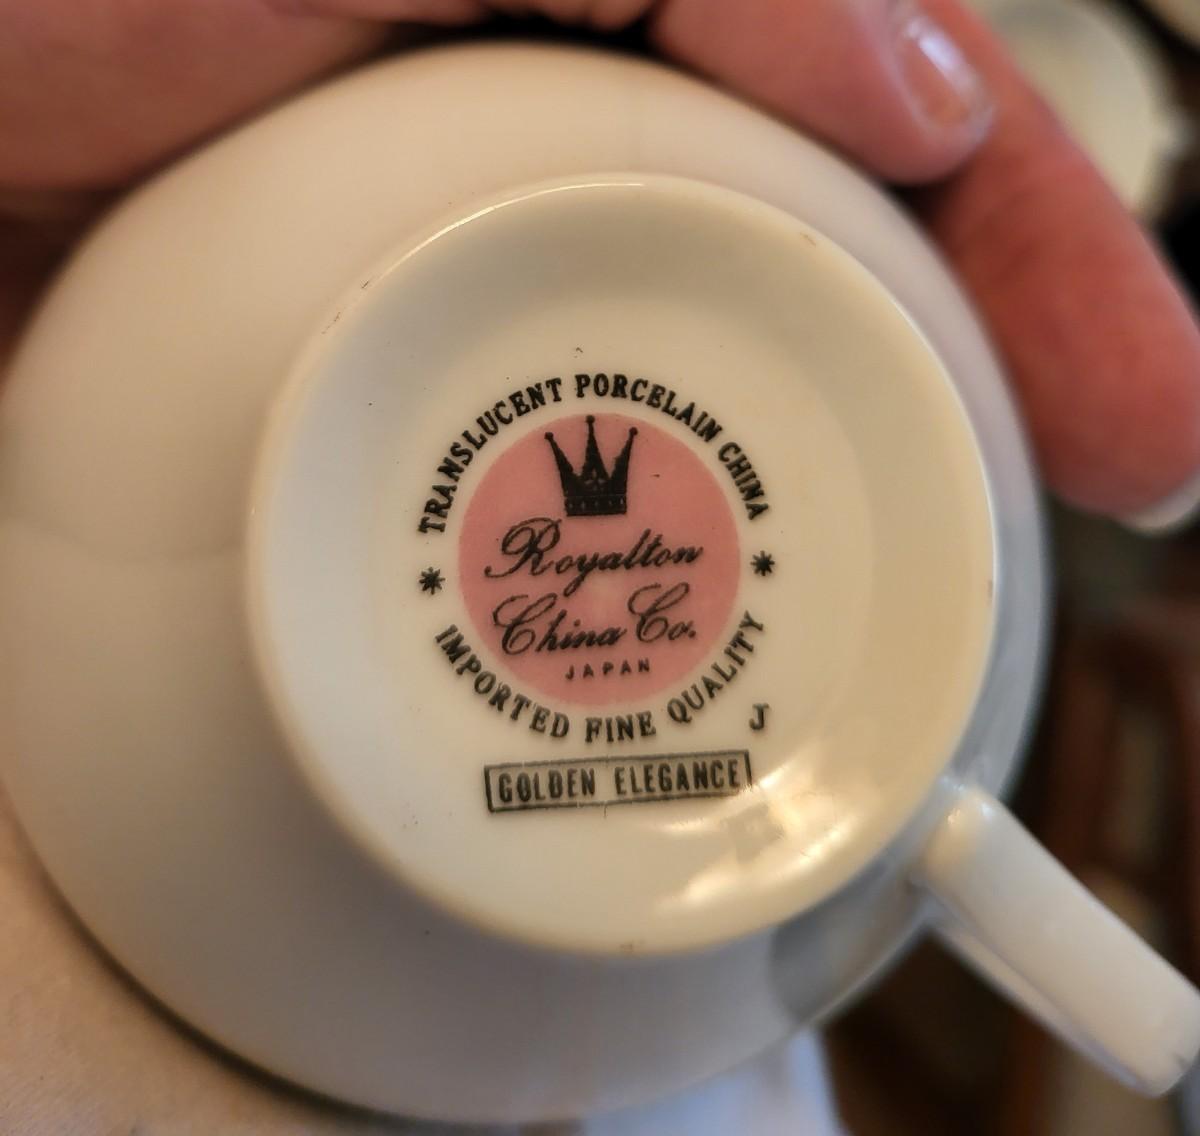 TRANSLUCENT PORCELAIN CHINA
Royalton
China Co.
JAPAN
* IMPORTED FINE QUALITY *
J
GOLDEN ELEGANCE